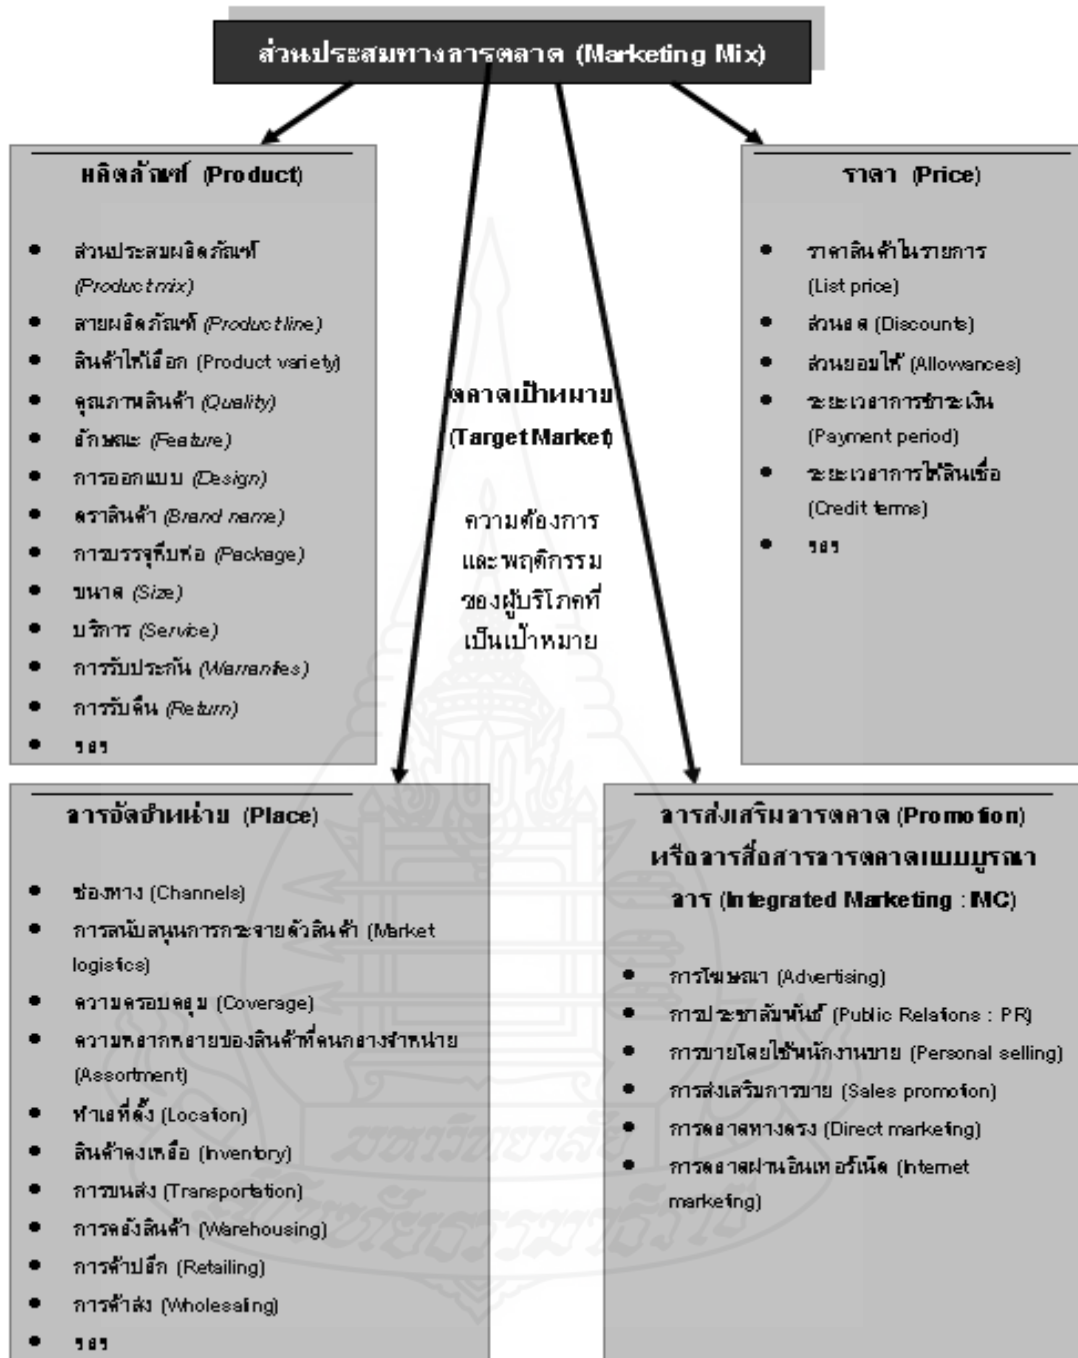 ส่วนประสมทางการตลาด (Marketing Mix)
ผลิตภัณฑ์ (Product)
ส่วนประสมผลิตภัณฑ์
(Product mix)
สายผลิตภัณฑ์ (Product line)
สินค้าให้เลือก (Product variety)
คุณภาพสินค้า (Quality)
ลักษณะ (Feature)
การออกแบบ (Design)
ตราสินค้า (Brand name)
การบรรจุหีบห่อ (Package)
ขนาด (Size)
บริการ (Service)
การรับประกัน (Warranties)
การรับคืน (Return)
ฯลฯ
ราคา (Price)
ราคาสินค้าในรายการ
(List price)
ส่วนลด (Discounts)
ส่วนยอมให้ (Allowances)
ระยะเวลาการชำระเงิน
(Payment period)
ระยะเวลาการให้สินเชื่อ
(Credit terms)
ฯลฯ
ตลาดเป้าหมาย
(Target Market)
ความต้องการ
และพฤติกรรม
ของผู้บริโภคที่
เป็นเป้าหมาย
การจัดจำหน่าย (Place)
ช่องทาง (Channels)
การสนับสนุนการกระจายตัวสินค้า (Market
logistics)
ความครอบคลุม (Coverage)
ความหลากหลายของสินค้าที่คนกลางจำหน่าย
(Assortment)
ทำเลที่ตั้ง (Location)
สินค้าคงเหลือ (Inventory)
การขนส่ง (Transportation)
การคลังสินค้า (Warehousing)
การค้าปลีก (Retailing)
การค้าส่ง (Wholesaling)
ฯลฯ
การส่งเสริมการตลาด (Promotion)
หรือการสื่อสารการตลาดแบบบูรณา
การ (Integrated Marketing : IMC)
การโฆษณา (Advertising)
การประชาสัมพันธ์ (Public Relations : PR)
การขายโดยใช้พนักงานขาย (Personal selling)
การส่งเสริมการขาย (Sales promotion)
การตลาดทางตรง (Direct marketing)
การตลาดผ่านอินเทอร์เน็ต (Internet
marketing)
มหาวิทยาลัย
สุโขทัยธรรมาธิราช